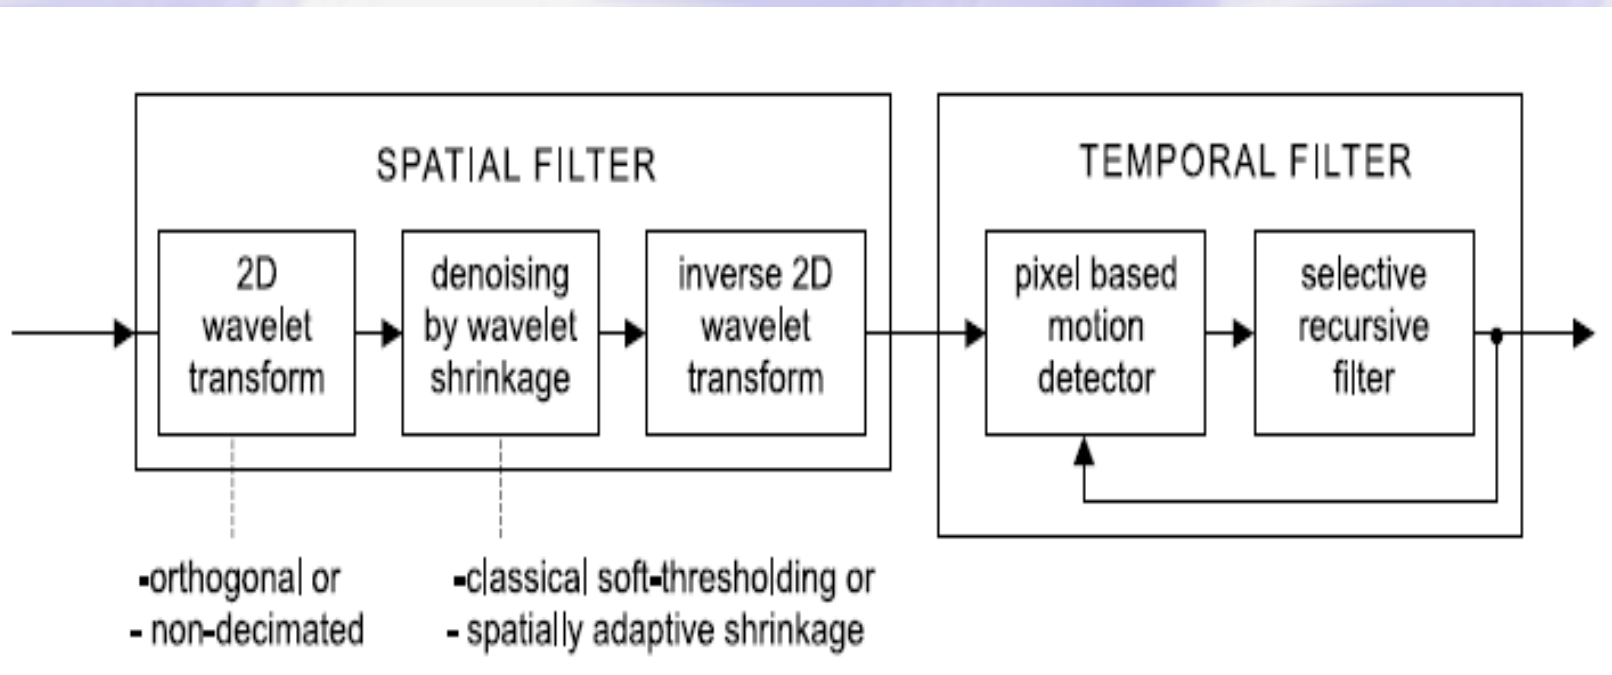 SPATIAL FILTER
2D
wavelet
transform
denoising
by wavelet
shrinkage
inverse 2D
wavelet
transform
-orthogonal or
- non-decimated
-classical soft-thresholding or
- spatially adaptive shrinkage
TEMPORAL FILTER
pixel based
motion
detector
selective
recursive
filter